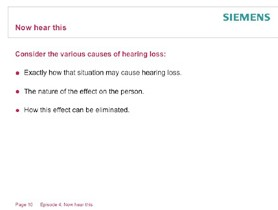 SIEMENS
Now hear this
Consider the various causes of hearing loss:
● Exactly how that situation may cause hearing loss.
● The nature of the effect on the person.
● How this effect can be eliminated.
Page 10 Episode 4: Now hear this.